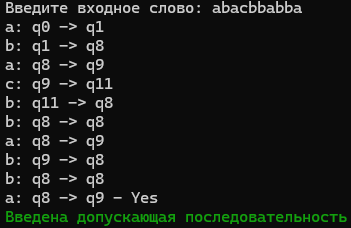 Введите входное слово: abacbbabba
a: q0 -> q1
b: q1 -> q8
a: q8 -> q9
c: q9 -> q11
b: q11 -> q8
b: q8 -> q8
a: q8 -> q9
b: q9 -> q8
b: q8 -> q8
a: q8 -> q9 - Yes
Введена допускающая последовательность